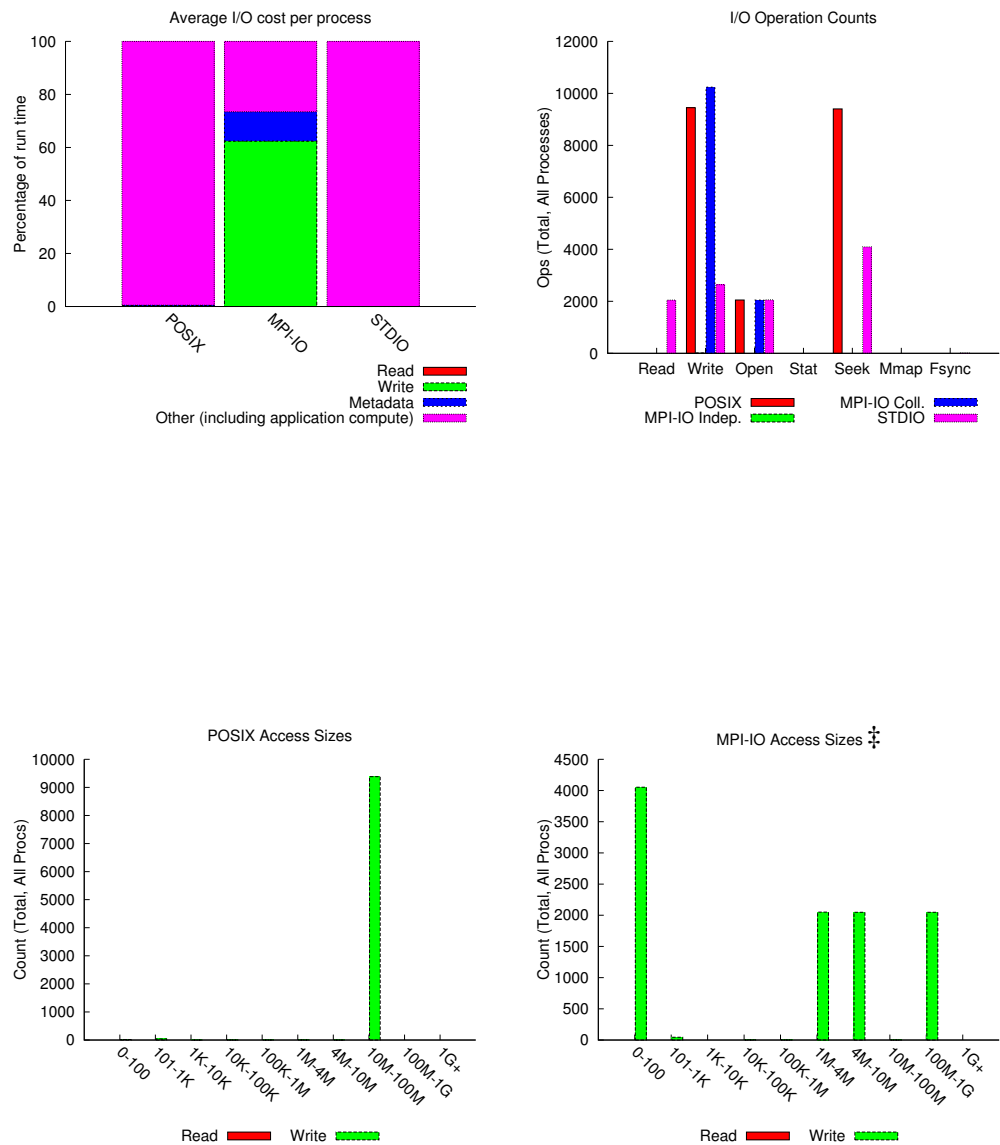 Average I/O cost per process
100
80
60
40
20
0
Percentage of run time
POSIX
MPI-IO
STDIO
Read
Write
Metadata
Other (including application compute)
I/O Operation Counts
12000
10000
8000
6000
4000
2000
0
Ops (Total, All Processes)
Read Write Open Stat Seek Mmap Fsync
POSIX MPI-IO Coll.
MPI-IO Indep. STDIO
POSIX Access Sizes
10000
9000
8000
7000
6000
5000
4000
3000
2000
1000
0
Count (Total, All Procs)
0-100
101-1K
1K-10K
10K-100K
100K-1M
1M-4M
4M-10M
10M-100M
100M-1G
1G+
Read Write
MPI-IO Access Sizes ‡
4500
4000
3500
3000
2500
2000
1500
1000
500
0
Count (Total, All Procs)
0-100
101-1K
1K-10K
10K-100K
100K-1M
1M-4M
4M-10M
10M-100M
100M-1G
1G+
Read Write